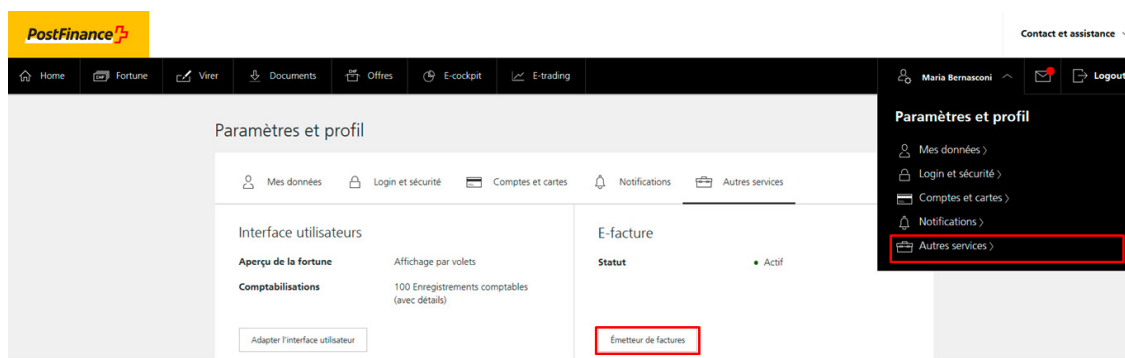 PostFinance
Contact et assistance
Home Fortune Virer Documents Offres E-cockpit E-trading Maria Bernasconi Logout
Paramètres et profil
Mes données
Login et sécurité
Comptes et cartes
Notifications
Autres services
Paramètres et profil
Mes données Login et sécurité Comptes et cartes Notifications Autres services
Interface utilisateurs
Aperçu de la fortune Affichage par volets
Comptabilisations 100 Enregistrements comptables
(avec détails)
Adapter l'interface utilisateur
E-facture
Statut Actif
Émetteur de factures